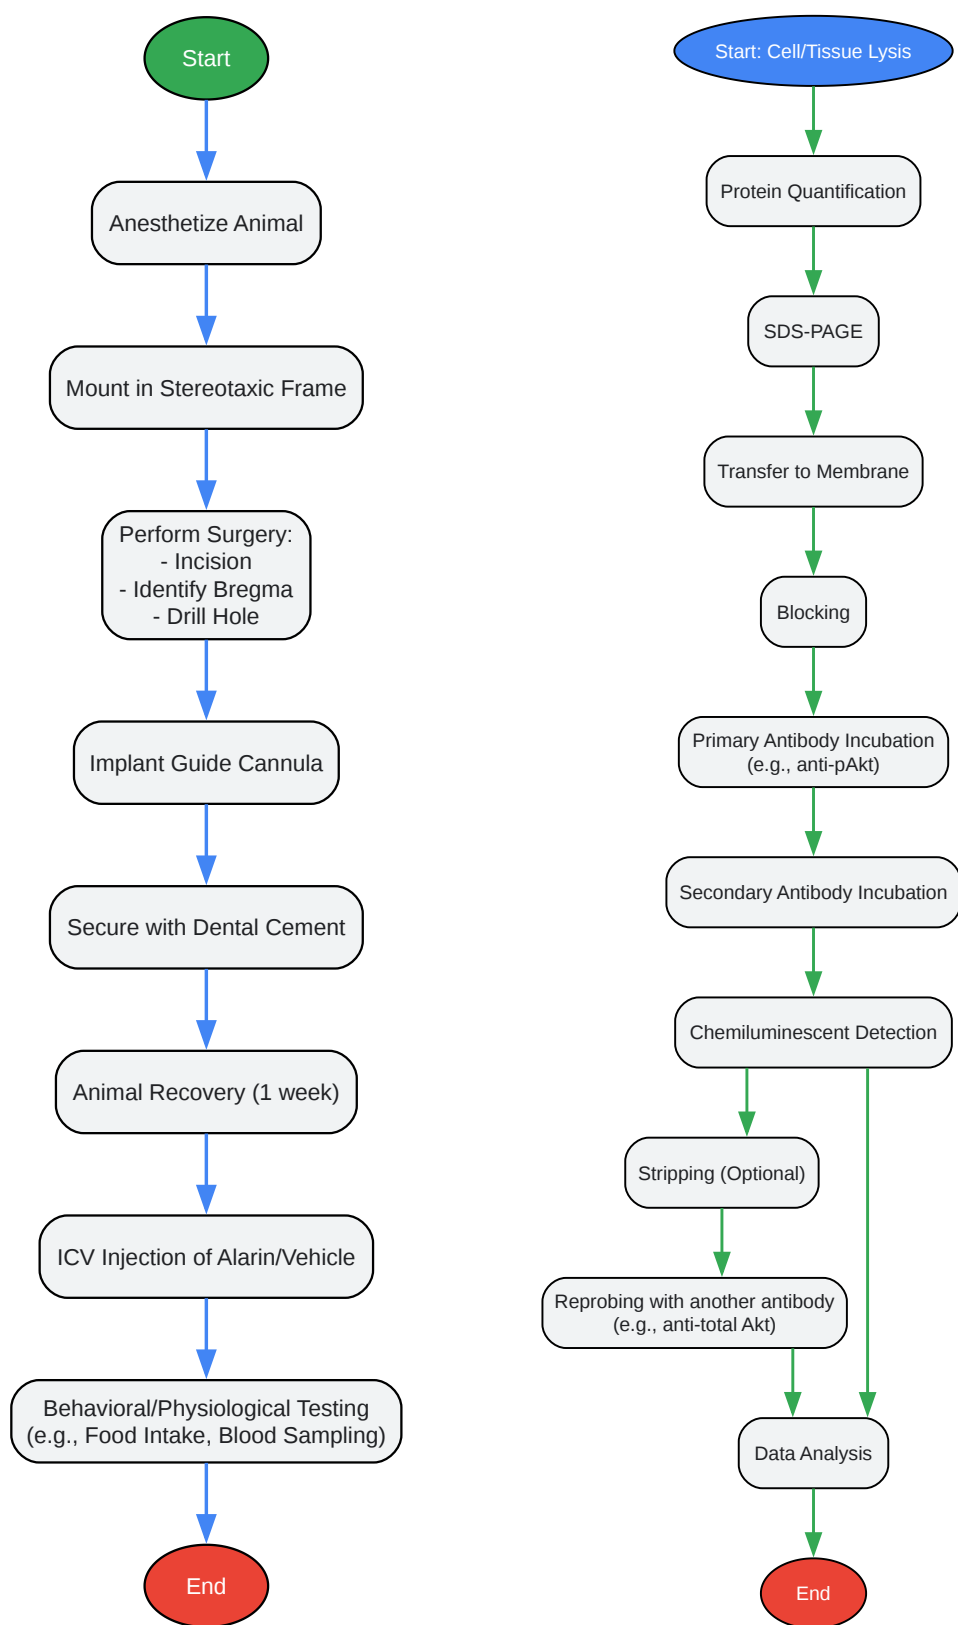 Start
Anesthetize Animal
Mount in Stereotaxic Frame
Perform Surgery:
- Incision
- Identify Bregma
- Drill Hole
Implant Guide Cannula
Secure with Dental Cement
Animal Recovery (1 week)
ICV Injection of Alarin/Vehicle
Behavioral/Physiological Testing
(e.g., Food Intake, Blood Sampling)
End
Start: Cell/Tissue Lysis
Protein Quantification
SDS-PAGE
Transfer to Membrane
Blocking
Primary Antibody Incubation
(e.g., anti-pAkt)
Secondary Antibody Incubation
Chemiluminescent Detection
Stripping (Optional)
Reprobing with another antibody
(e.g., anti-total Akt)
Data Analysis
End